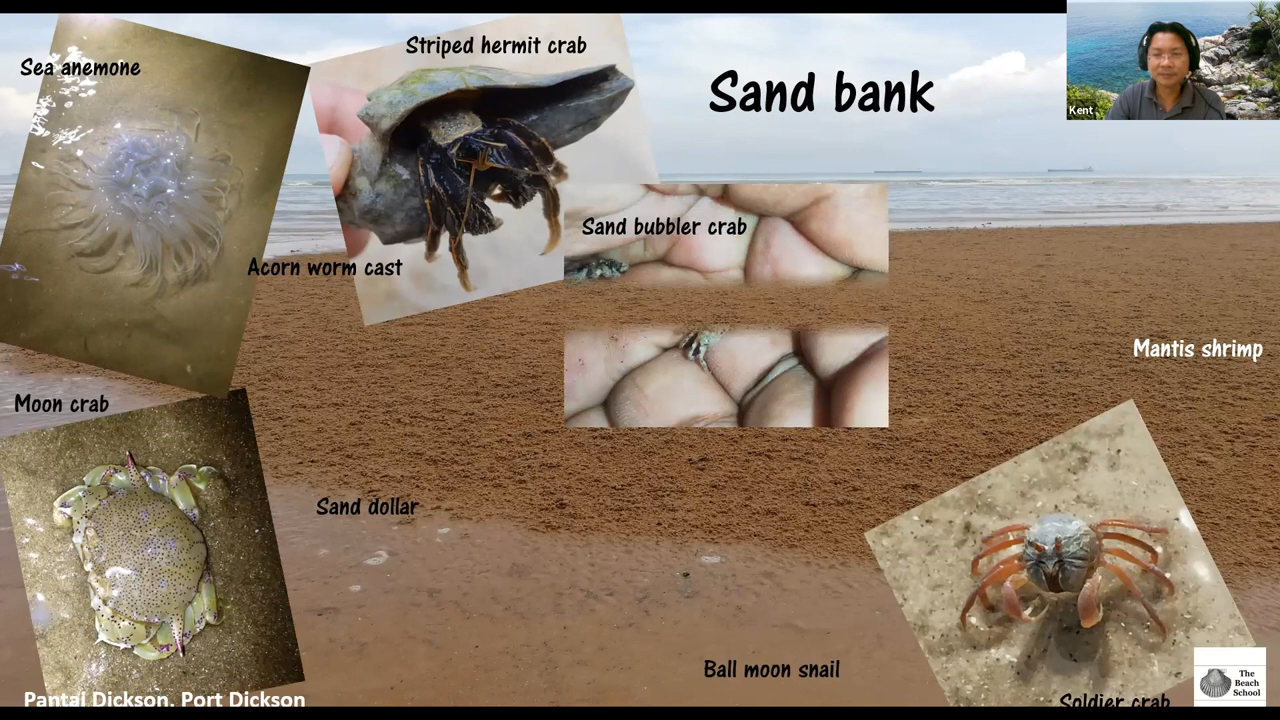 Striped hermit crab
Sea anemone
Sand bank
Kent
Sand bubbler crab
Acorn worm cast
Mantis shrimp
Moon crab
Sand dollar
Ball moon snail
The
Beach
School
Pantai Dickson, Port Dickson
Soldier crab